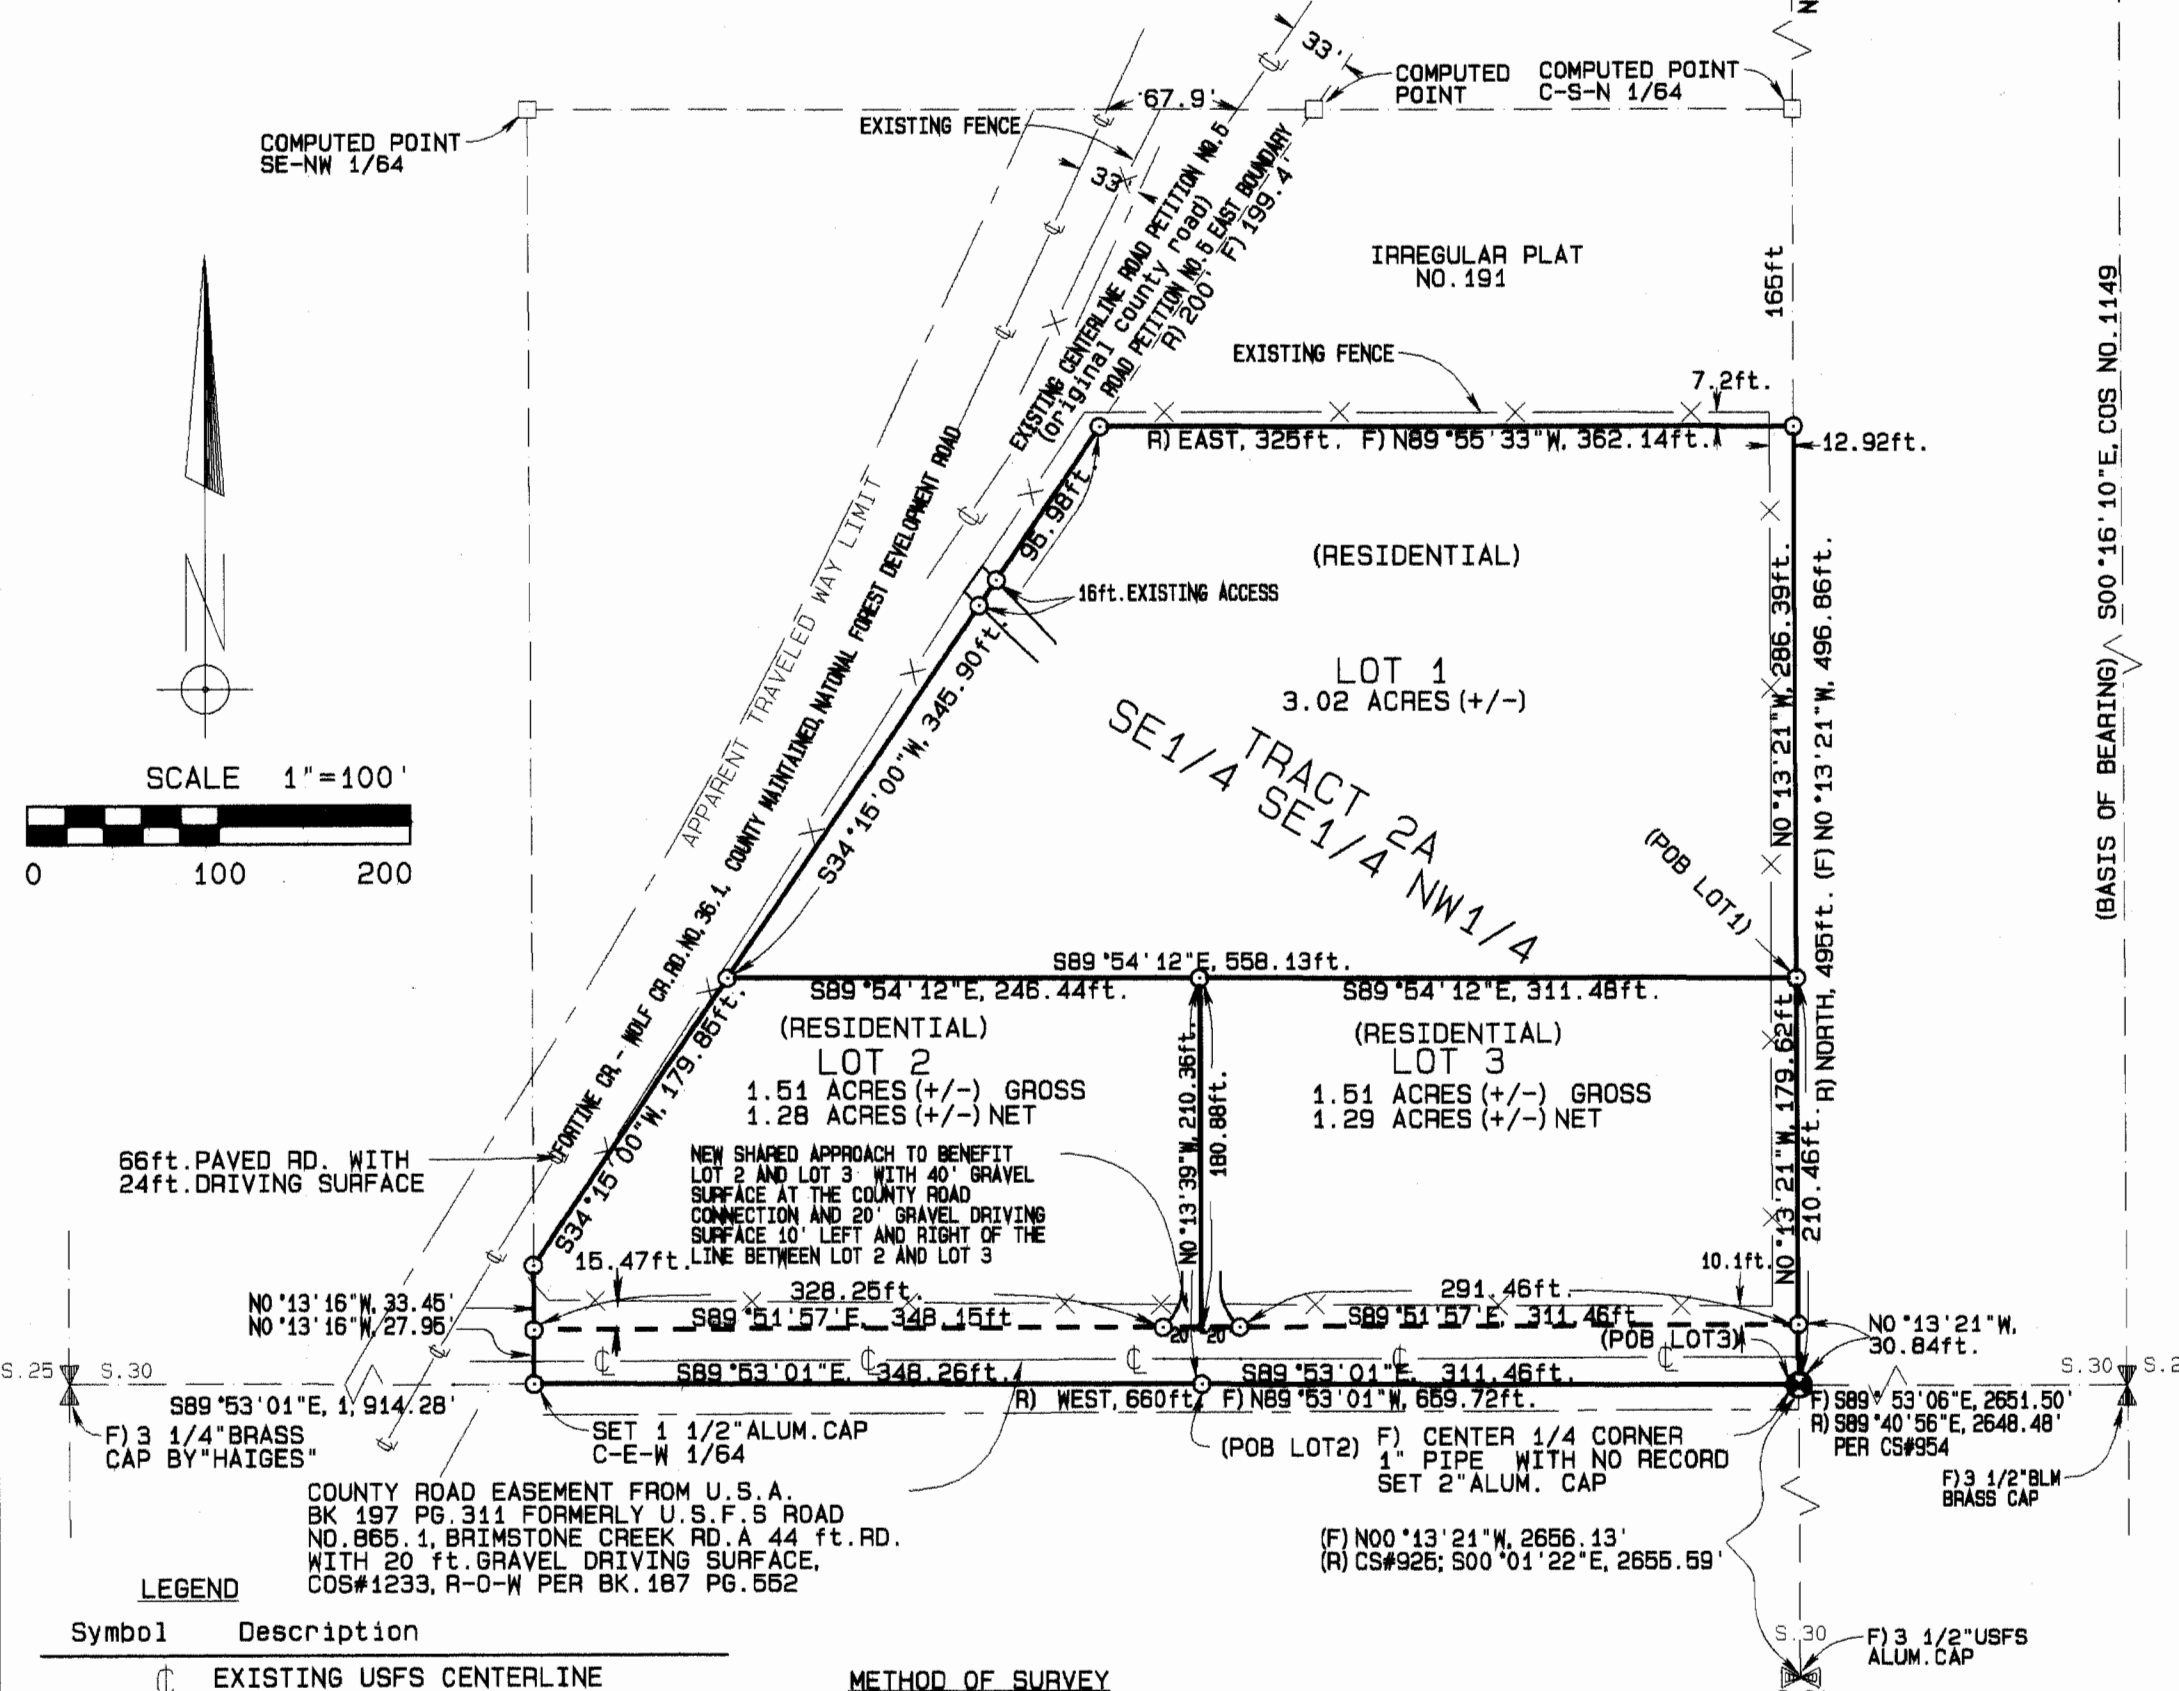 N
33'
COMPUTED
POINT
COMPUTED POINT
C-S-N 1/64
67.9'
EXISTING FENCE
COMPUTED POINT
SE-NW 1/64
33'
EXISTING CENTERLINE ROAD PETITION NO.5
(original county road)
ROAD PETITION NO.5 EAST BOUNDARY
R) 200' F) 199.4'
IRREGULAR PLAT
NO.191
165ft
EXISTING FENCE
7.2ft.
R) EAST, 325ft. F) N89°55'33"W, 362.14ft.
12.92ft.
(BASIS OF BEARING) S00°16'10"E, COS NO.1149
95.98ft.
(RESIDENTIAL)
16ft.EXISTING ACCESS
LOT 1
3.02 ACRES (+/-)
TRACT 2A
SE1/4 SE1/4 NW1/4
N0°13'21"W, 286.39ft.
R) NORTH, 495ft. (F) N0°13'21"W, 496.86ft.
N
SCALE 1"=100'
0 100 200
APPARENT TRAVELED WAY LIMIT
FORTINE CR. - WOLF CR.RD.NO.36.1, COUNTY MAINTAINED, NATONAL FOREST DEVELOPMENT ROAD
S34°15'00"W, 345.90ft.
(POB LOT1)
S89°54'12"E, 558.13ft.
S89°54'12"E, 246.44ft.
S89°54'12"E, 311.48ft.
(RESIDENTIAL)
LOT 2
1.51 ACRES (+/-) GROSS
1.28 ACRES (+/-) NET
(RESIDENTIAL)
LOT 3
1.51 ACRES (+/-) GROSS
1.29 ACRES (+/-) NET
S34°15'00"W, 179.85ft.
N0°13'39"W, 210.36ft.
180.88ft.
N0°13'21"W, 179.62ft
210.46ft.
66ft.PAVED RD. WITH
24ft.DRIVING SURFACE
NEW SHARED APPROACH TO BENEFIT
LOT 2 AND LOT 3 WITH 40' GRAVEL
SURFACE AT THE COUNTY ROAD
CONNECTION AND 20' GRAVEL DRIVING
SURFACE 10' LEFT AND RIGHT OF THE
LINE BETWEEN LOT 2 AND LOT 3
15.47ft.
10.1ft.
328.25ft.
291.46ft.
N0°13'16"W, 33.45'
N0°13'16"W, 27.95'
S89°51'57"E, 348.15ft
S89°51'57"E, 311.46ft
20' 20'
(POB LOT3)
N0°13'21"W,
30.84ft.
S.25 S.30
S.30 S.2
S89°53'01"E, 348.26ft.
S89°53'01"E, 311.46ft.
S89°53'01"E, 1,914.28'
R) WEST, 660ft. F) N89°53'01"W, 659.72ft.
F) S89°53'06"E, 2651.50'
R) S89°40'56"E, 2648.48'
PER CS#954
F) 3 1/4"BRASS
CAP BY"HAIGES"
SET 1 1/2"ALUM.CAP
C-E-W 1/64
(POB LOT2)
F) CENTER 1/4 CORNER
1" PIPE WITH NO RECORD
SET 2"ALUM. CAP
F)3 1/2"BLM
BRASS CAP
COUNTY ROAD EASEMENT FROM U.S.A.
BK 197 PG.311 FORMERLY U.S.F.S ROAD
NO.865.1, BRIMSTONE CREEK RD.A 44 ft.RD.
WITH 20 ft.GRAVEL DRIVING SURFACE,
COS#1233, R-O-W PER BK.187 PG.552
(F) N00°13'21"W, 2656.13'
(R) CS#925; S00°01'22"E, 2655.59'
LEGEND
Symbol Description
℄ EXISTING USFS CENTERLINE
METHOD OF SURVEY
S.30
F)3 1/2"USFS
ALUM.CAP